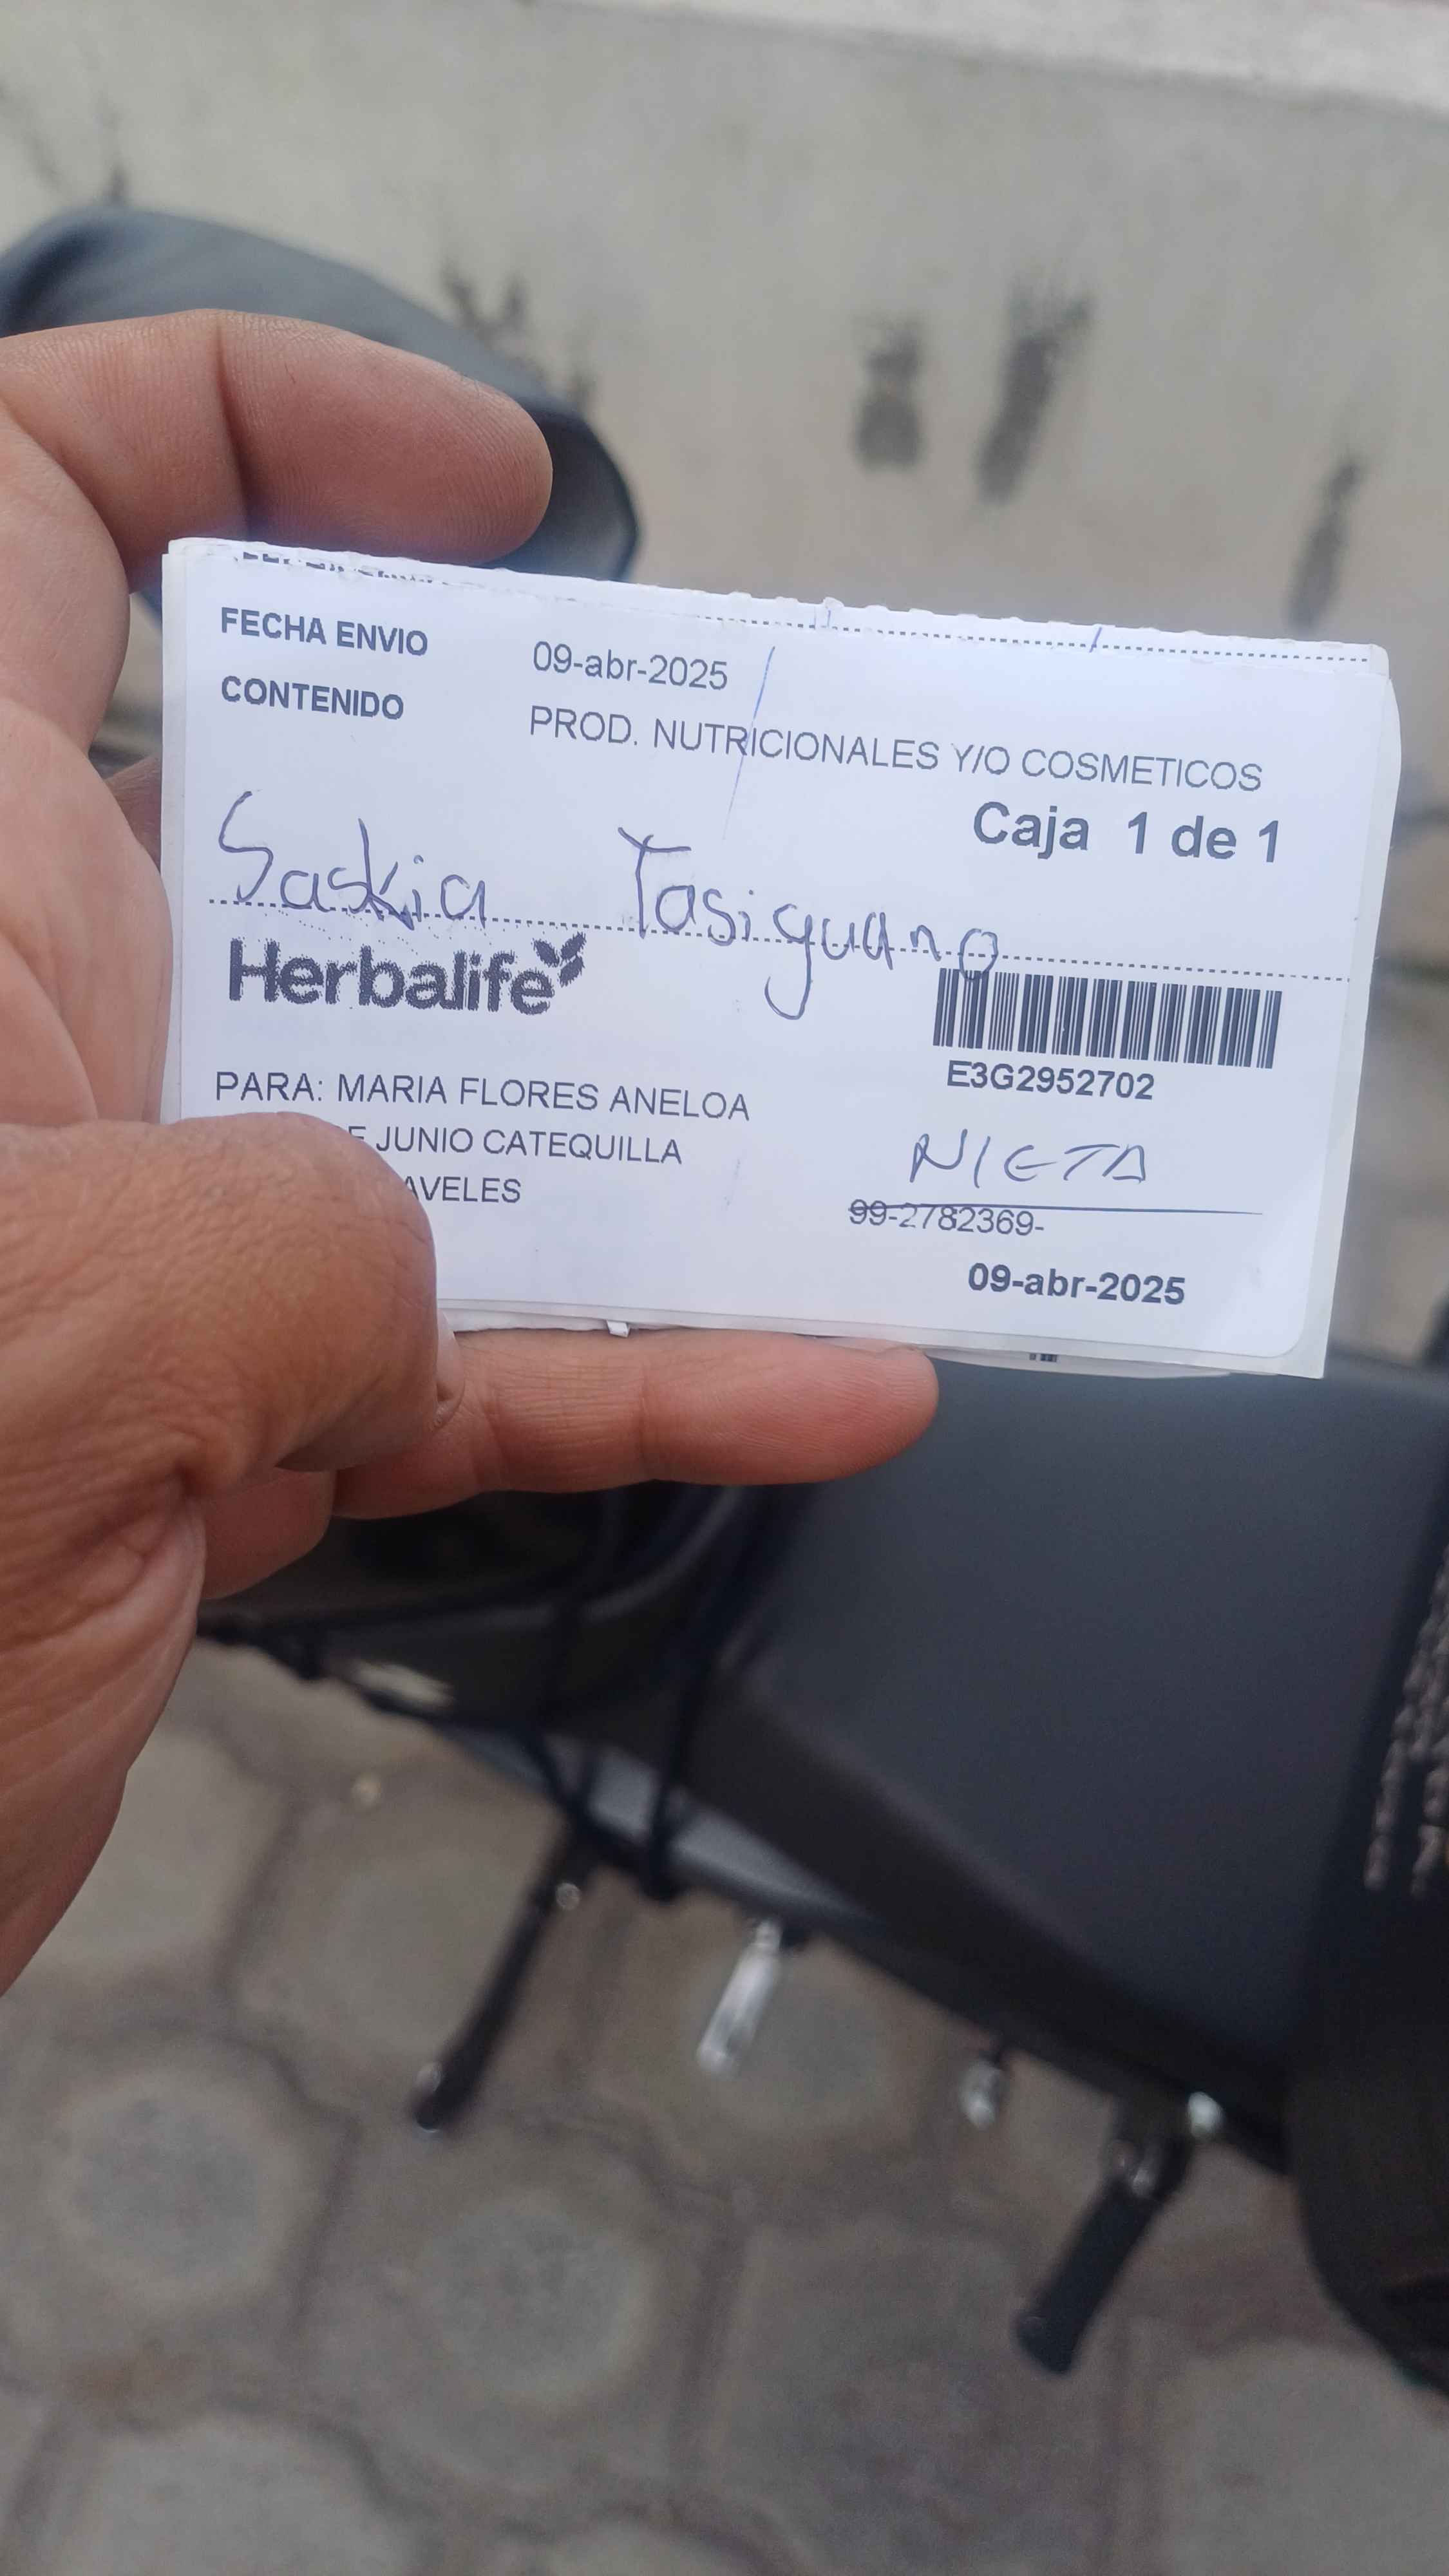 FECHA ENVIO 09-abr-2025
CONTENIDO PROD. NUTRICIONALES Y/O COSMETICOS
Caja 1 de 1
Saskia Tasiguano
Herbalife
E3G2952702
PARA: MARIA FLORES ANELOA
JUNIO CATEQUILLA
NIETA
AVELES
99-2782369-
09-abr-2025